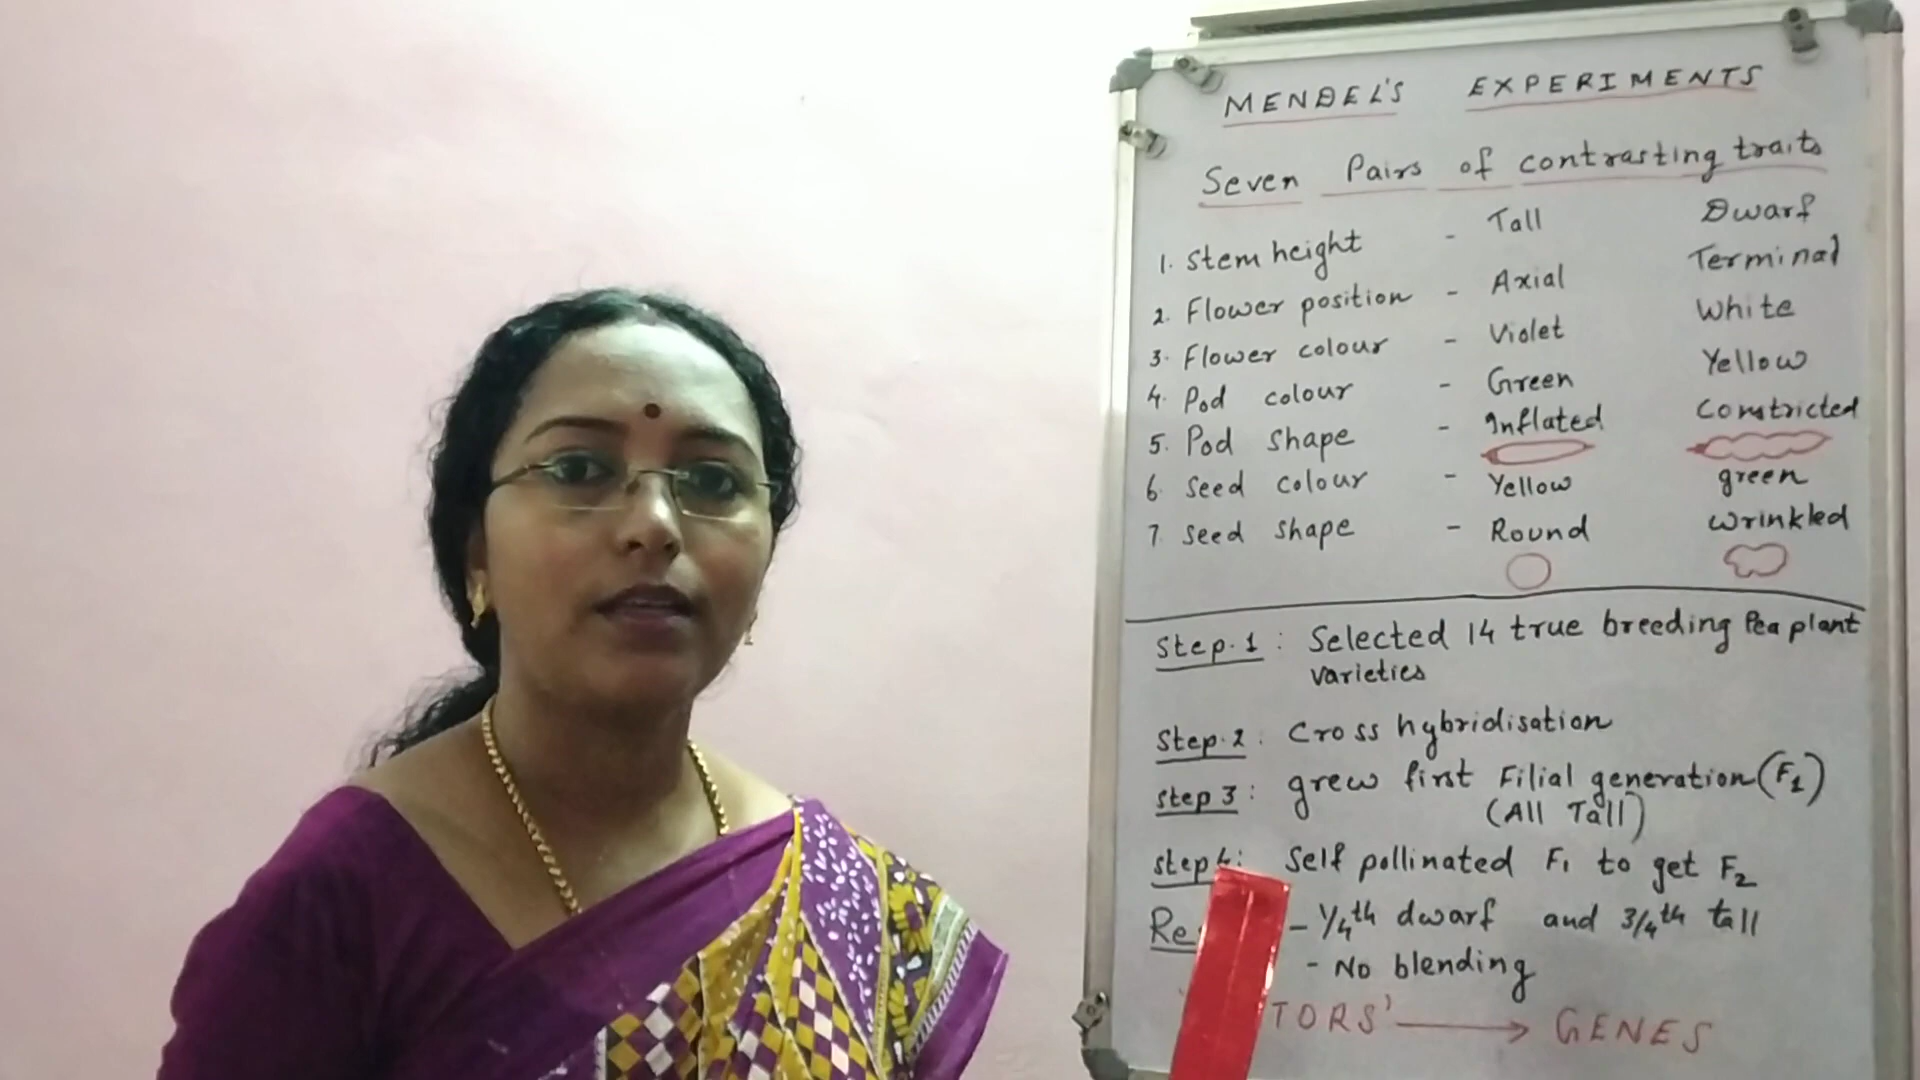 MENDEL'S EXPERIMENTS
Seven Pairs of contrasting traits
1. Stem height - Tall Dwarf
2. Flower position - Axial Terminal
3. Flower colour - Violet White
4. Pod colour - Green Yellow
5. Pod shape - Inflated Constricted
6. Seed colour - Yellow green
7. Seed shape - Round wrinkled
Step.1 : Selected 14 true breeding Pea plant
varieties
Step.2 : Cross hybridisation
Step 3 : grew first Filial generation (F1)
(All Tall)
Step 4: Self pollinated F1 to get F2
- 1/4th dwarf and 3/4th tall
- No blending
TORS' → GENES